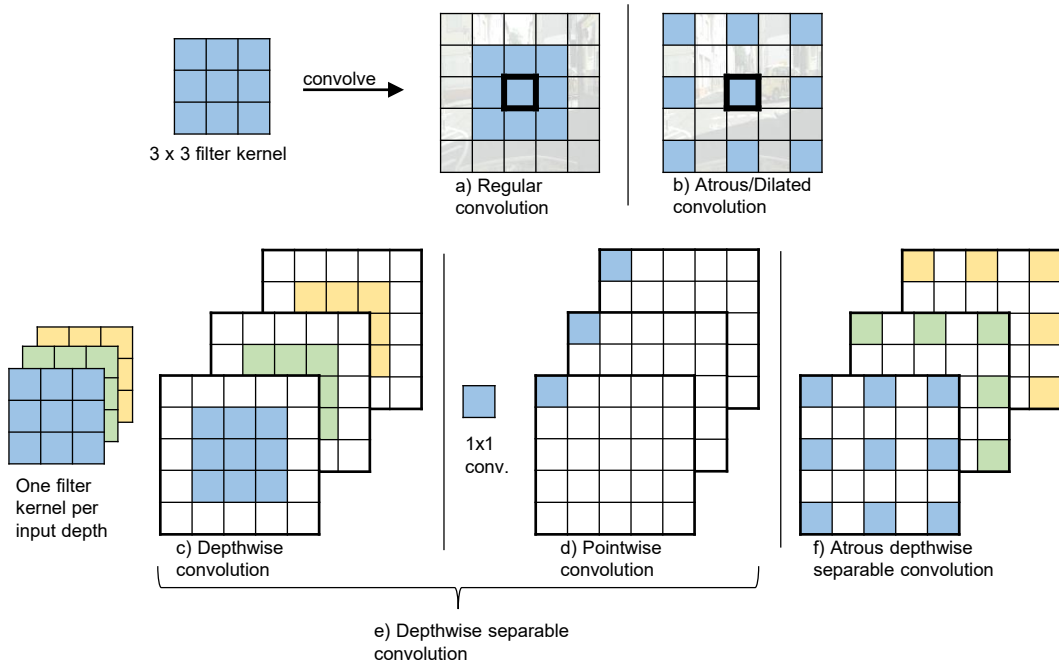 convolve
3 x 3 filter kernel
a) Regular
convolution
b) Atrous/Dilated
convolution
One filter
kernel per
input depth
c) Depthwise
convolution
1x1
conv.
d) Pointwise
convolution
f) Atrous depthwise
separable convolution
e) Depthwise separable
convolution